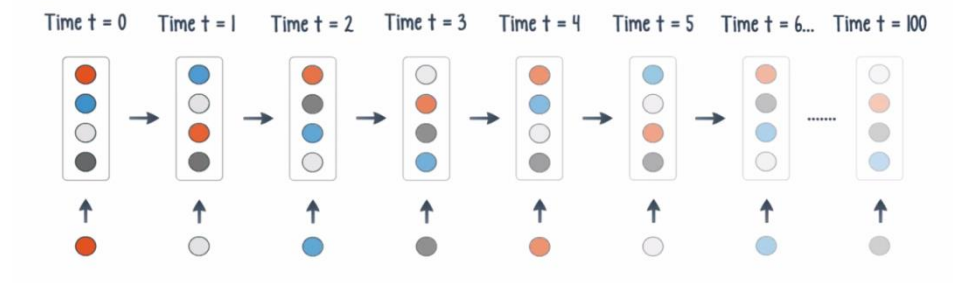 Time t = 0 Time t = 1 Time t = 2 Time t = 3 Time t = 4 Time t = 5 Time t = 6... Time t = 100
.......